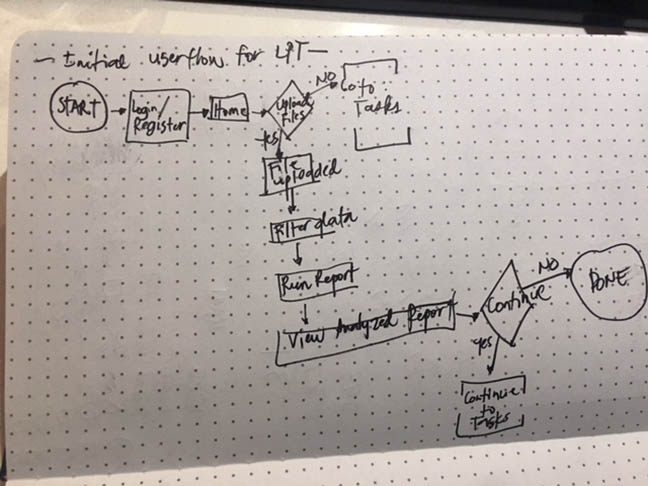 — Initial userflow for LPT —
START
Login/
Register
Home
Upload
Files
NO
Go to
Tasks
Yes
File
uploaded
Filter data
Run Report
View Analyzed Report
Continue
NO
DONE
Yes
Continue
to
Tasks